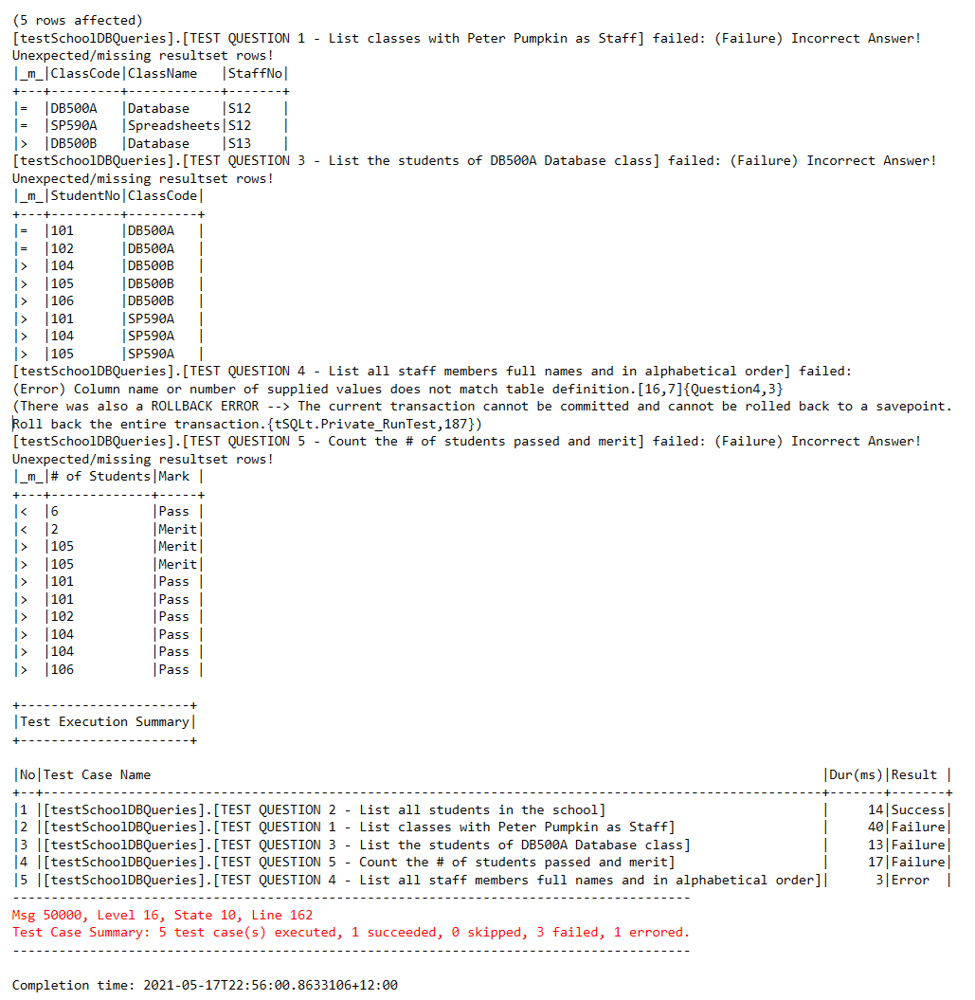 (5 rows affected)
[testSchoolDBQueries].[TEST QUESTION 1 - List classes with Peter Pumpkin as Staff] failed: (Failure) Incorrect Answer!
Unexpected/missing resultset rows!
|_m_|ClassCode|ClassName   |StaffNo|
+---+---------+------------+-------+
|=  |DB500A   |Database    |S12    |
|=  |SP590A   |Spreadsheets|S12    |
|>  |DB500B   |Database    |S13    |
[testSchoolDBQueries].[TEST QUESTION 3 - List the students of DB500A Database class] failed: (Failure) Incorrect Answer!
Unexpected/missing resultset rows!
|_m_|StudentNo|ClassCode|
+---+---------+---------+
|=  |101      |DB500A   |
|=  |102      |DB500A   |
|>  |104      |DB500B   |
|>  |105      |DB500B   |
|>  |106      |DB500B   |
|>  |101      |SP590A   |
|>  |104      |SP590A   |
|>  |105      |SP590A   |
[testSchoolDBQueries].[TEST QUESTION 4 - List all staff members full names and in alphabetical order] failed:
(Error) Column name or number of supplied values does not match table definition.[16,7]{Question4,3}
(There was also a ROLLBACK ERROR --> The current transaction cannot be committed and cannot be rolled back to a savepoint.
Roll back the entire transaction.{tSQLt.Private_RunTest,187})
[testSchoolDBQueries].[TEST QUESTION 5 - Count the # of students passed and merit] failed: (Failure) Incorrect Answer!
Unexpected/missing resultset rows!
|_m_|# of Students|Mark |
+---+-------------+-----+
|<  |6            |Pass |
|<  |2            |Merit|
|>  |105          |Merit|
|>  |105          |Merit|
|>  |101          |Pass |
|>  |101          |Pass |
|>  |102          |Pass |
|>  |104          |Pass |
|>  |104          |Pass |
|>  |106          |Pass |
+----------------------+
|Test Execution Summary|
+----------------------+
|No|Test Case Name                                                                                       |Dur(ms)|Result |
+--+-----------------------------------------------------------------------------------------------------+-------+-------+
|1 |[testSchoolDBQueries].[TEST QUESTION 2 - List all students in the school]                            |     14|Success|
|2 |[testSchoolDBQueries].[TEST QUESTION 1 - List classes with Peter Pumpkin as Staff]                   |     40|Failure|
|3 |[testSchoolDBQueries].[TEST QUESTION 3 - List the students of DB500A Database class]                 |     13|Failure|
|4 |[testSchoolDBQueries].[TEST QUESTION 5 - Count the # of students passed and merit]                   |     17|Failure|
|5 |[testSchoolDBQueries].[TEST QUESTION 4 - List all staff members full names and in alphabetical order]|      3|Error  |
----------------------------------------------------------------------------------------
Msg 50000, Level 16, State 10, Line 162
Test Case Summary: 5 test case(s) executed, 1 succeeded, 0 skipped, 3 failed, 1 errored.
----------------------------------------------------------------------------------------
Completion time: 2021-05-17T22:56:00.8633106+12:00